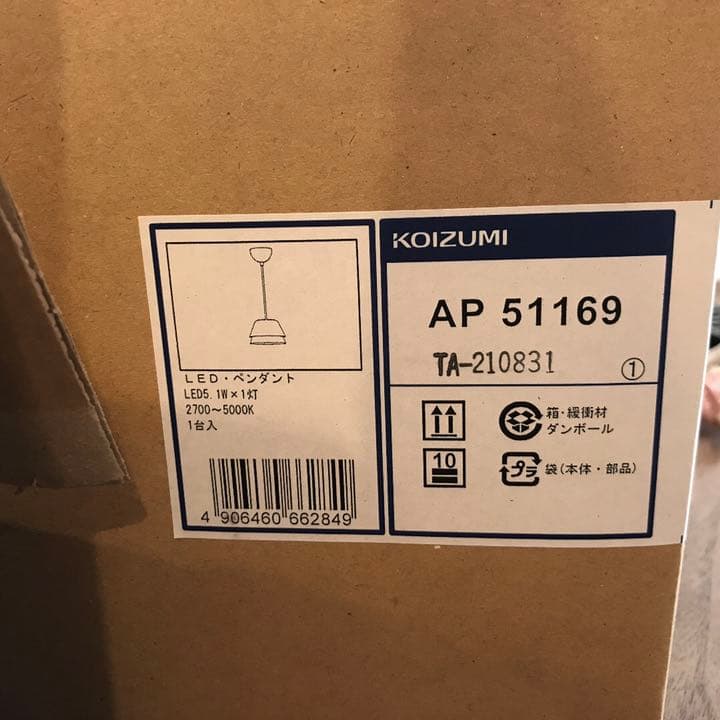 LED・ペンダント
LED5.1W×1灯
2700〜5000K
1台入
4 906460 662849
KOIZUMI
AP 51169
TA-210831 ①
箱・緩衝材
ダンボール
10
プラ
袋(本体・部品)